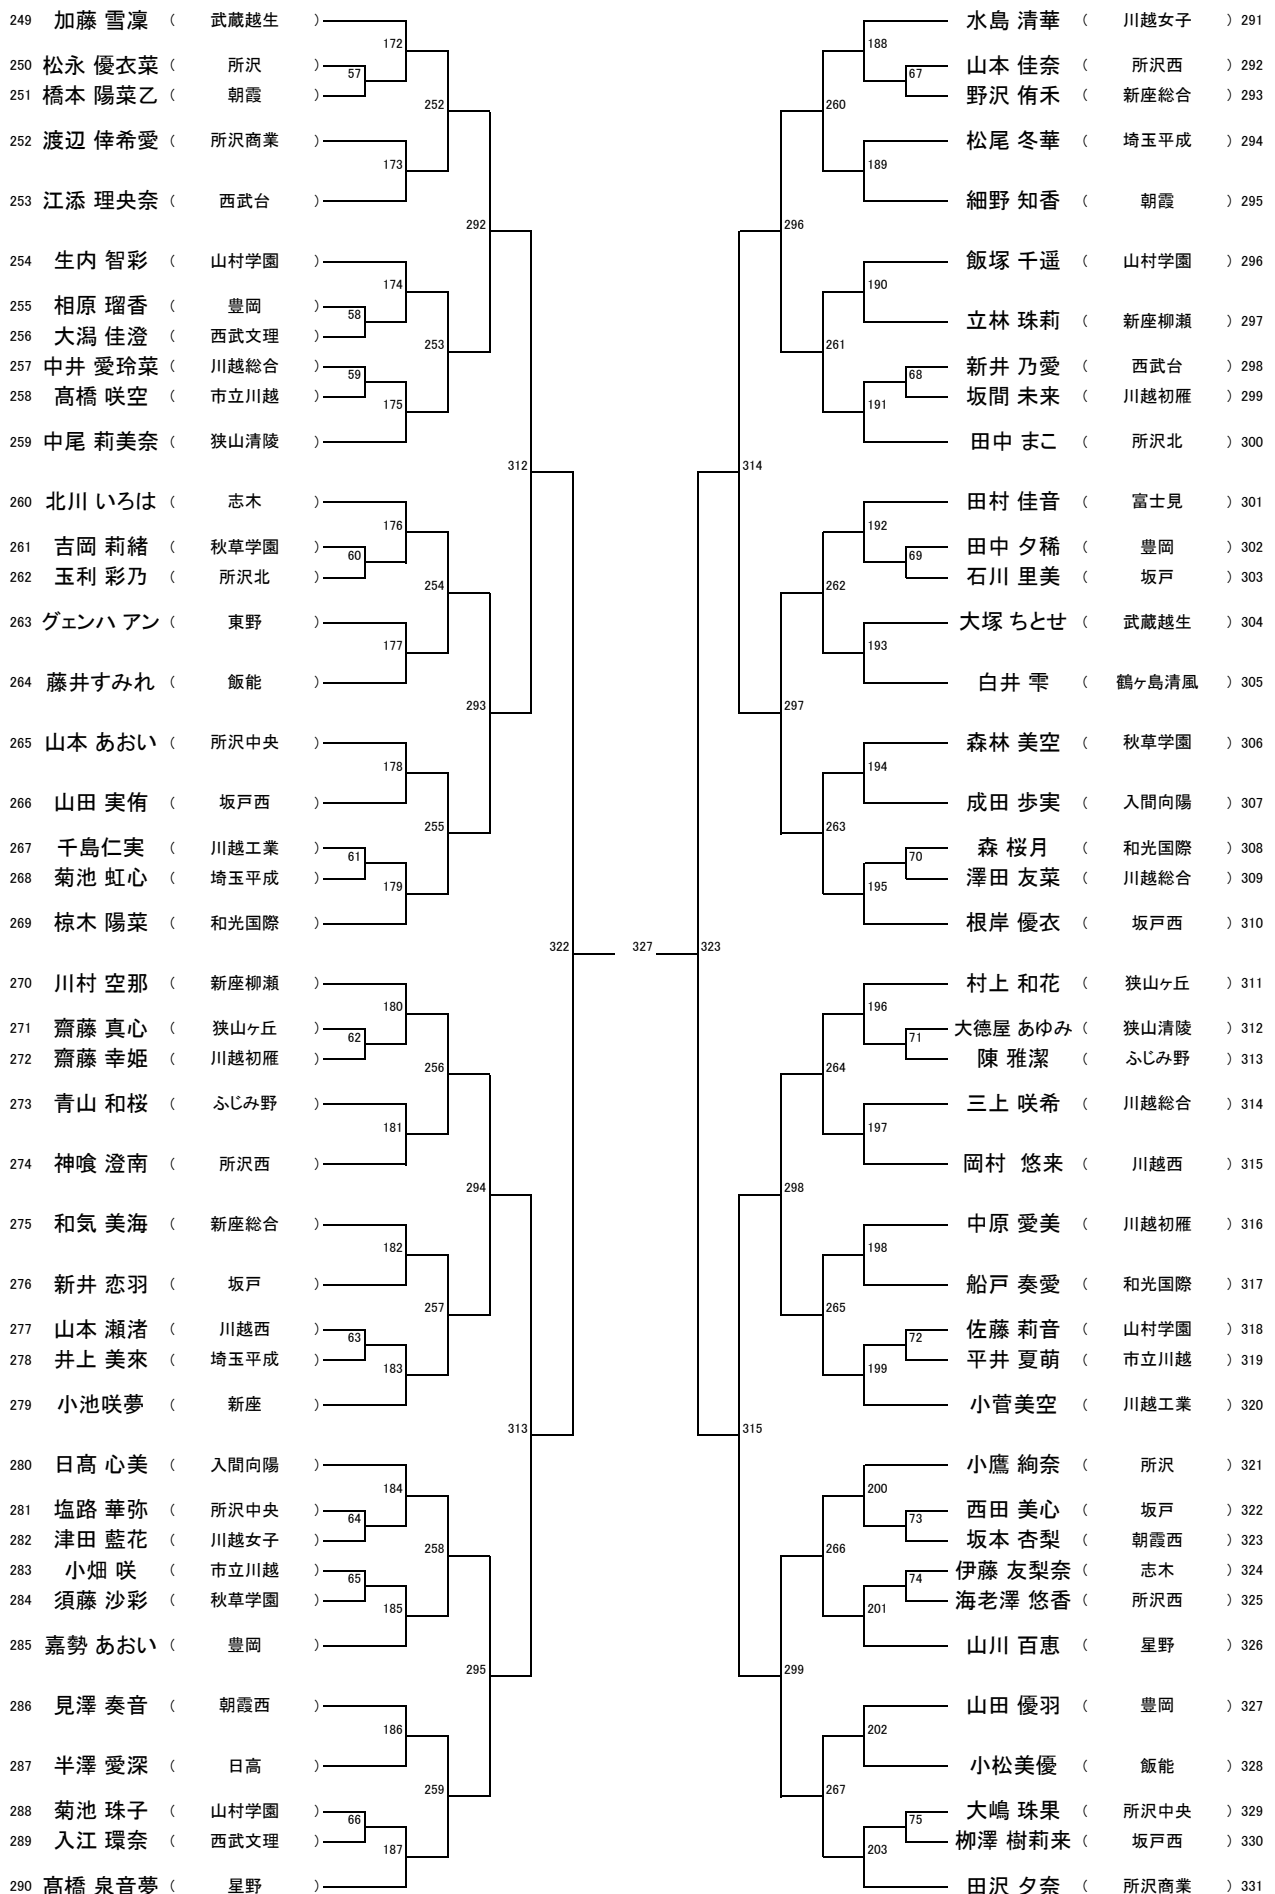 249 加藤 雪凜 ( 武蔵越生 )
250 松永 優衣菜 ( 所沢 )
251 橋本 陽菜乙 ( 朝霞 )
252 渡辺 倖希愛 ( 所沢商業 )
253 江添 理央奈 ( 西武台 )
254 生内 智彩 ( 山村学園 )
255 相原 瑠香 ( 豊岡 )
256 大潟 佳澄 ( 西武文理 )
257 中井 愛玲菜 ( 川越総合 )
258 髙橋 咲空 ( 市立川越 )
259 中尾 莉美奈 ( 狭山清陵 )
260 北川 いろは ( 志木 )
261 吉岡 莉緒 ( 秋草学園 )
262 玉利 彩乃 ( 所沢北 )
263 グェンハ アン ( 東野 )
264 藤井すみれ ( 飯能 )
265 山本 あおい ( 所沢中央 )
266 山田 実侑 ( 坂戸西 )
267 千島仁実 ( 川越工業 )
268 菊池 虹心 ( 埼玉平成 )
269 椋木 陽菜 ( 和光国際 )
270 川村 空那 ( 新座柳瀬 )
271 齋藤 真心 ( 狭山ヶ丘 )
272 齋藤 幸姫 ( 川越初雁 )
273 青山 和桜 ( ふじみ野 )
274 神喰 澄南 ( 所沢西 )
275 和気 美海 ( 新座総合 )
276 新井 恋羽 ( 坂戸 )
277 山本 瀬渚 ( 川越西 )
278 井上 美來 ( 埼玉平成 )
279 小池咲夢 ( 新座 )
280 日髙 心美 ( 入間向陽 )
281 塩路 華弥 ( 所沢中央 )
282 津田 藍花 ( 川越女子 )
283 小畑 咲 ( 市立川越 )
284 須藤 沙彩 ( 秋草学園 )
285 嘉勢 あおい ( 豊岡 )
286 見澤 奏音 ( 朝霞西 )
287 半澤 愛深 ( 日高 )
288 菊池 珠子 ( 山村学園 )
289 入江 環奈 ( 西武文理 )
290 髙橋 泉音夢 ( 星野 )
57
58
59
60
61
62
63
64
65
66
172
173
174
175
176
177
178
179
180
181
182
183
184
185
186
187
252
253
254
255
256
257
258
259
292
293
294
295
312
313
322
327
323
314
315
296
297
298
299
260
261
262
263
264
265
266
267
188
189
190
191
192
193
194
195
196
197
198
199
200
201
202
203
67
68
69
70
71
72
73
74
75
水島 清華 ( 川越女子 ) 291
山本 佳奈 ( 所沢西 ) 292
野沢 侑禾 ( 新座総合 ) 293
松尾 冬華 ( 埼玉平成 ) 294
細野 知香 ( 朝霞 ) 295
飯塚 千遥 ( 山村学園 ) 296
立林 珠莉 ( 新座柳瀬 ) 297
新井 乃愛 ( 西武台 ) 298
坂間 未来 ( 川越初雁 ) 299
田中 まこ ( 所沢北 ) 300
田村 佳音 ( 富士見 ) 301
田中 夕稀 ( 豊岡 ) 302
石川 里美 ( 坂戸 ) 303
大塚 ちとせ ( 武蔵越生 ) 304
白井 雫 ( 鶴ヶ島清風 ) 305
森林 美空 ( 秋草学園 ) 306
成田 歩実 ( 入間向陽 ) 307
森 桜月 ( 和光国際 ) 308
澤田 友菜 ( 川越総合 ) 309
根岸 優衣 ( 坂戸西 ) 310
村上 和花 ( 狭山ヶ丘 ) 311
大德屋 あゆみ ( 狭山清陵 ) 312
陳 雅潔 ( ふじみ野 ) 313
三上 咲希 ( 川越総合 ) 314
岡村 悠来 ( 川越西 ) 315
中原 愛美 ( 川越初雁 ) 316
船戸 奏愛 ( 和光国際 ) 317
佐藤 莉音 ( 山村学園 ) 318
平井 夏萌 ( 市立川越 ) 319
小菅美空 ( 川越工業 ) 320
小鷹 絢奈 ( 所沢 ) 321
西田 美心 ( 坂戸 ) 322
坂本 杏梨 ( 朝霞西 ) 323
伊藤 友梨奈 ( 志木 ) 324
海老澤 悠香 ( 所沢西 ) 325
山川 百恵 ( 星野 ) 326
山田 優羽 ( 豊岡 ) 327
小松美優 ( 飯能 ) 328
大嶋 珠果 ( 所沢中央 ) 329
栁澤 樹莉来 ( 坂戸西 ) 330
田沢 夕奈 ( 所沢商業 ) 331